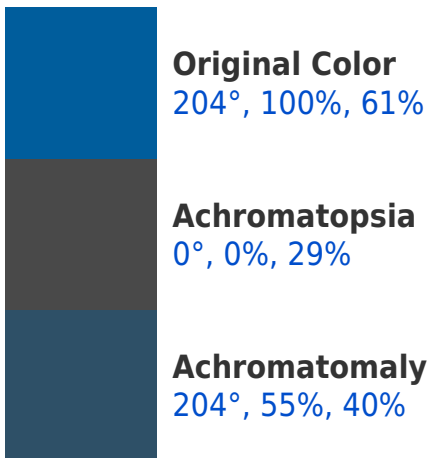 Original Color
204°, 100%, 61%
Achromatopsia
0°, 0%, 29%
Achromatomaly
204°, 55%, 40%